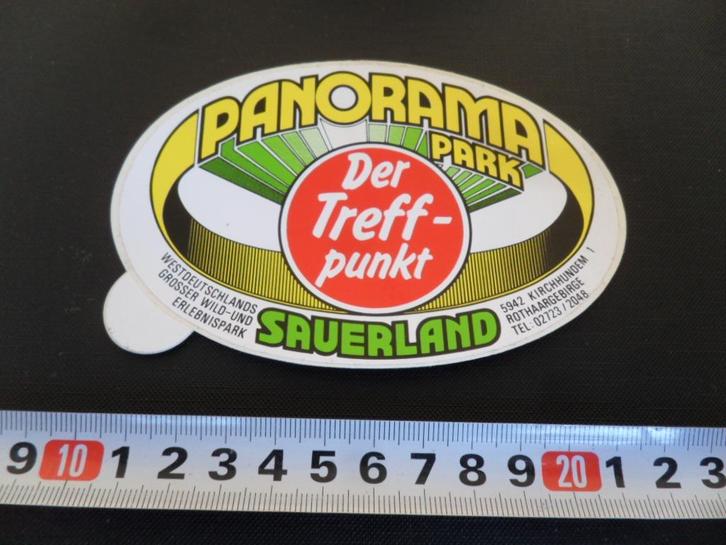 PANORAMA
PARK
Der
Treff-
punkt
WESTDEUTSCHLANDS
GROSSER WILD-UND
ERLEBNISPARK
SAUERLAND
5942 KIRCHHUNDEM 1
ROTHAARGEBIRGE
TEL: 02723/2048
9 10 1 2 3 4 5 6 7 8 9 20 1 2 3